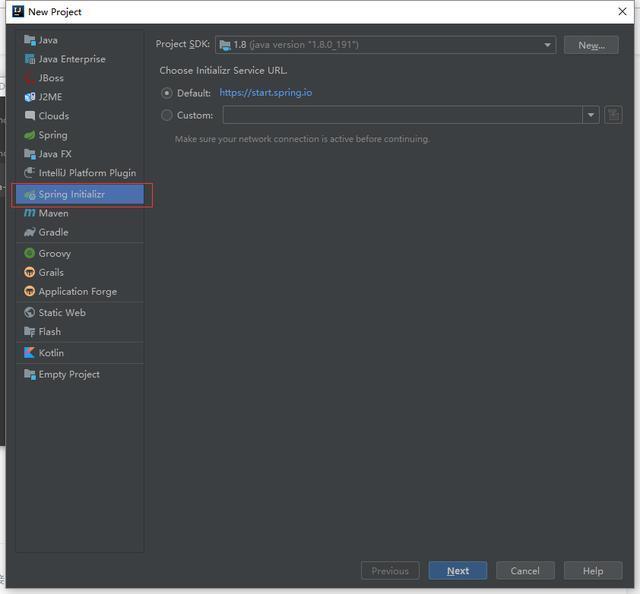 New Project
Java
Java Enterprise
JBoss
J2ME
Clouds
Spring
Java FX
IntelliJ Platform Plugin
Spring Initializr
Maven
Gradle
Groovy
Grails
Application Forge
Static Web
Flash
Kotlin
Empty Project
Project SDK: 1.8 (java version "1.8.0_191") New...
Choose Initializr Service URL.
Default: https://start.spring.io
Custom:
Make sure your network connection is active before continuing.
Previous Next Cancel Help